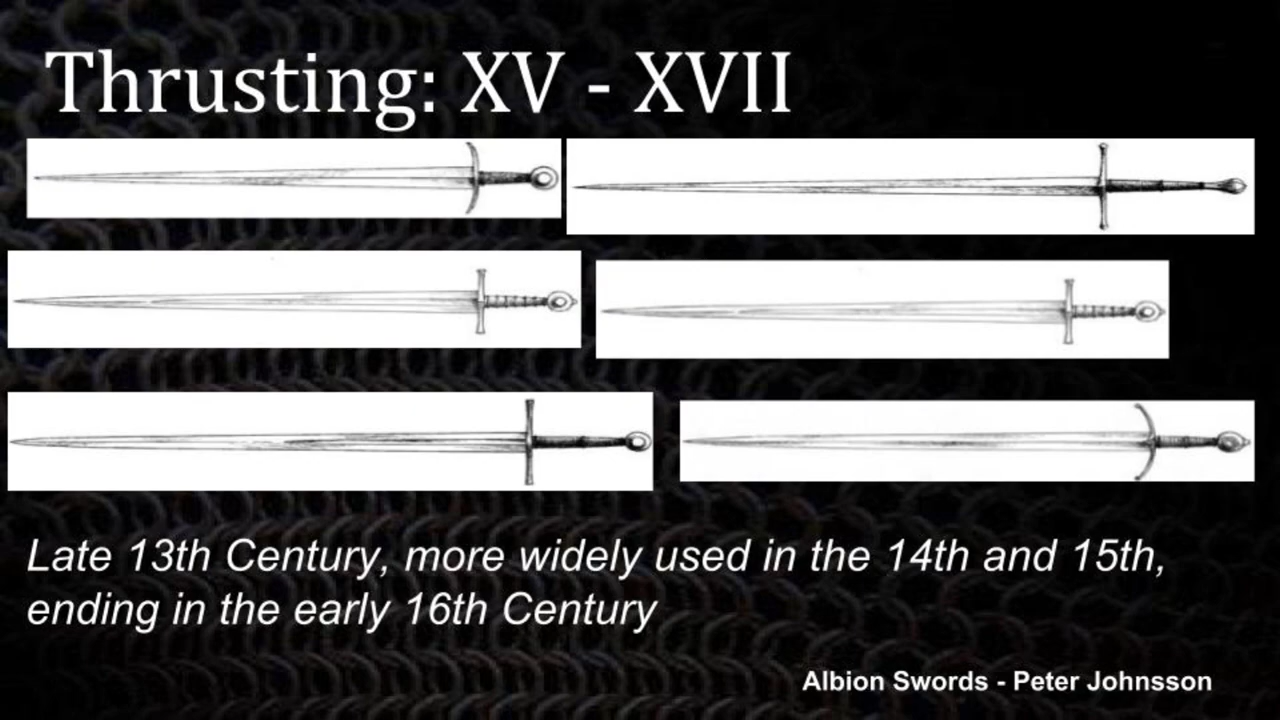 Thrusting: XV - XVII
Late 13th Century, more widely used in the 14th and 15th,
ending in the early 16th Century
Albion Swords - Peter Johnsson